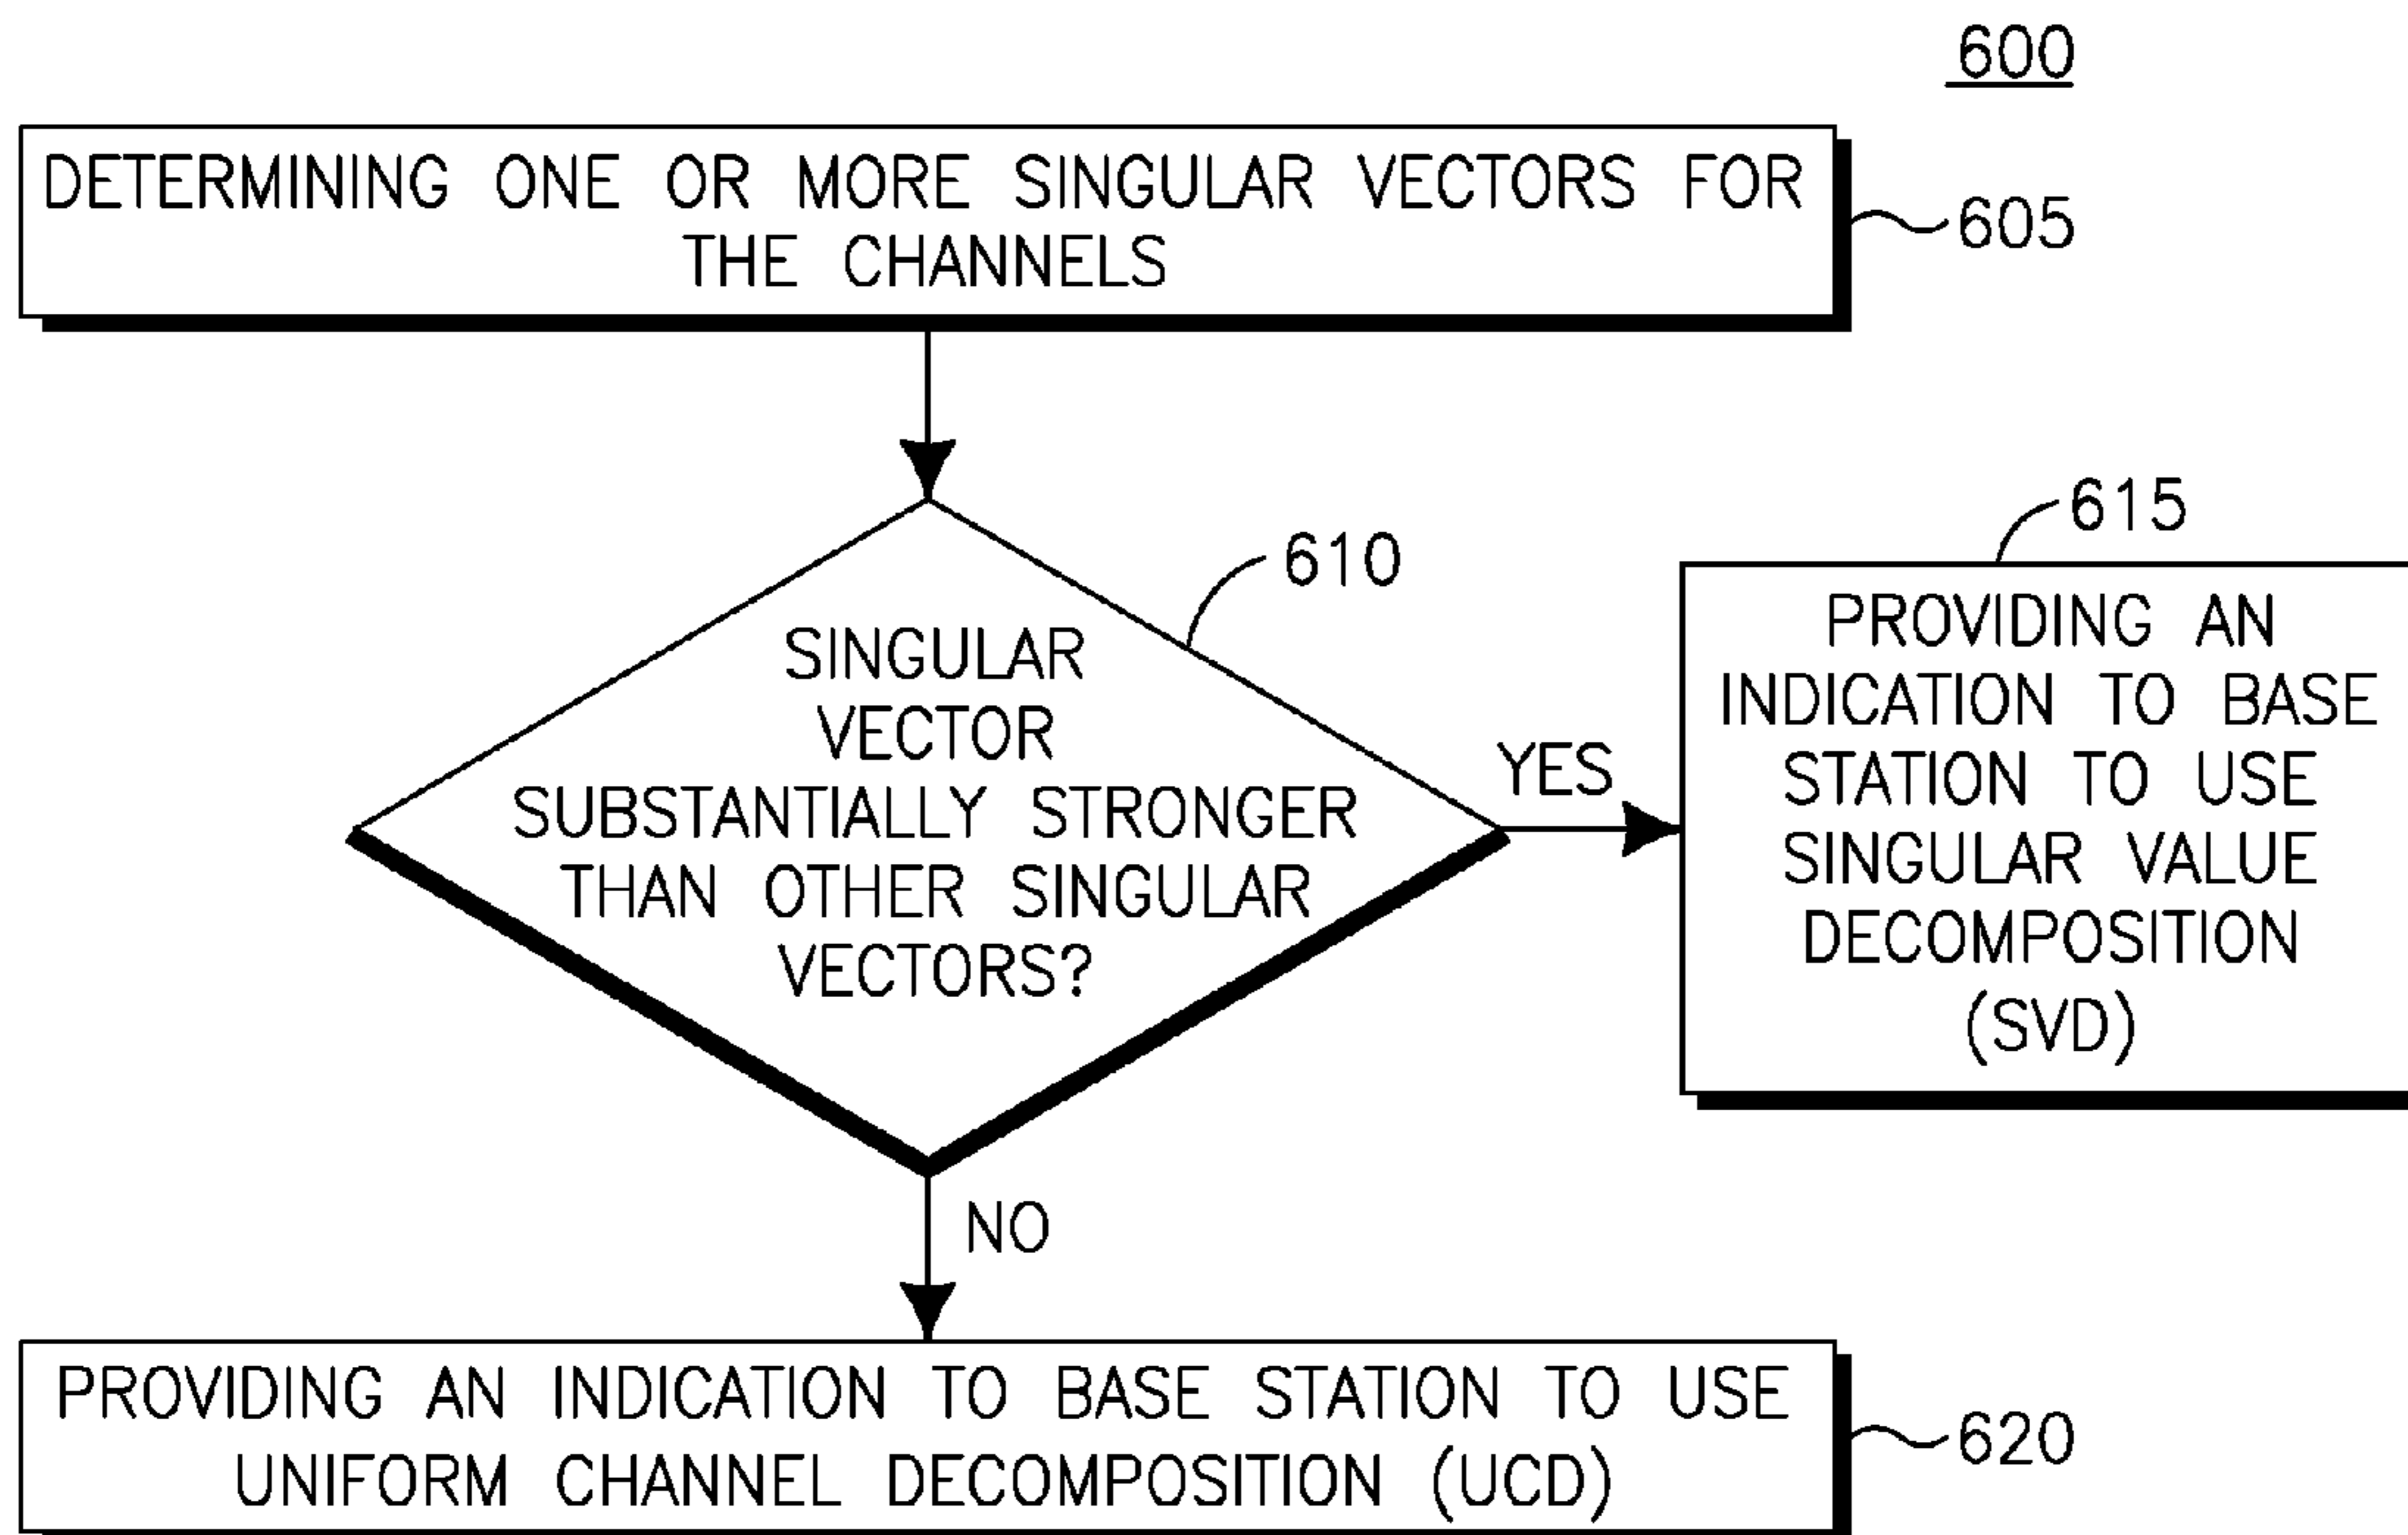 600
DETERMINING ONE OR MORE SINGULAR VECTORS FOR
THE CHANNELS
605
610
SINGULAR
VECTOR
SUBSTANTIALLY STRONGER
THAN OTHER SINGULAR
VECTORS?
YES
615
PROVIDING AN
INDICATION TO BASE
STATION TO USE
SINGULAR VALUE
DECOMPOSITION
(SVD)
NO
PROVIDING AN INDICATION TO BASE STATION TO USE
UNIFORM CHANNEL DECOMPOSITION (UCD)
620